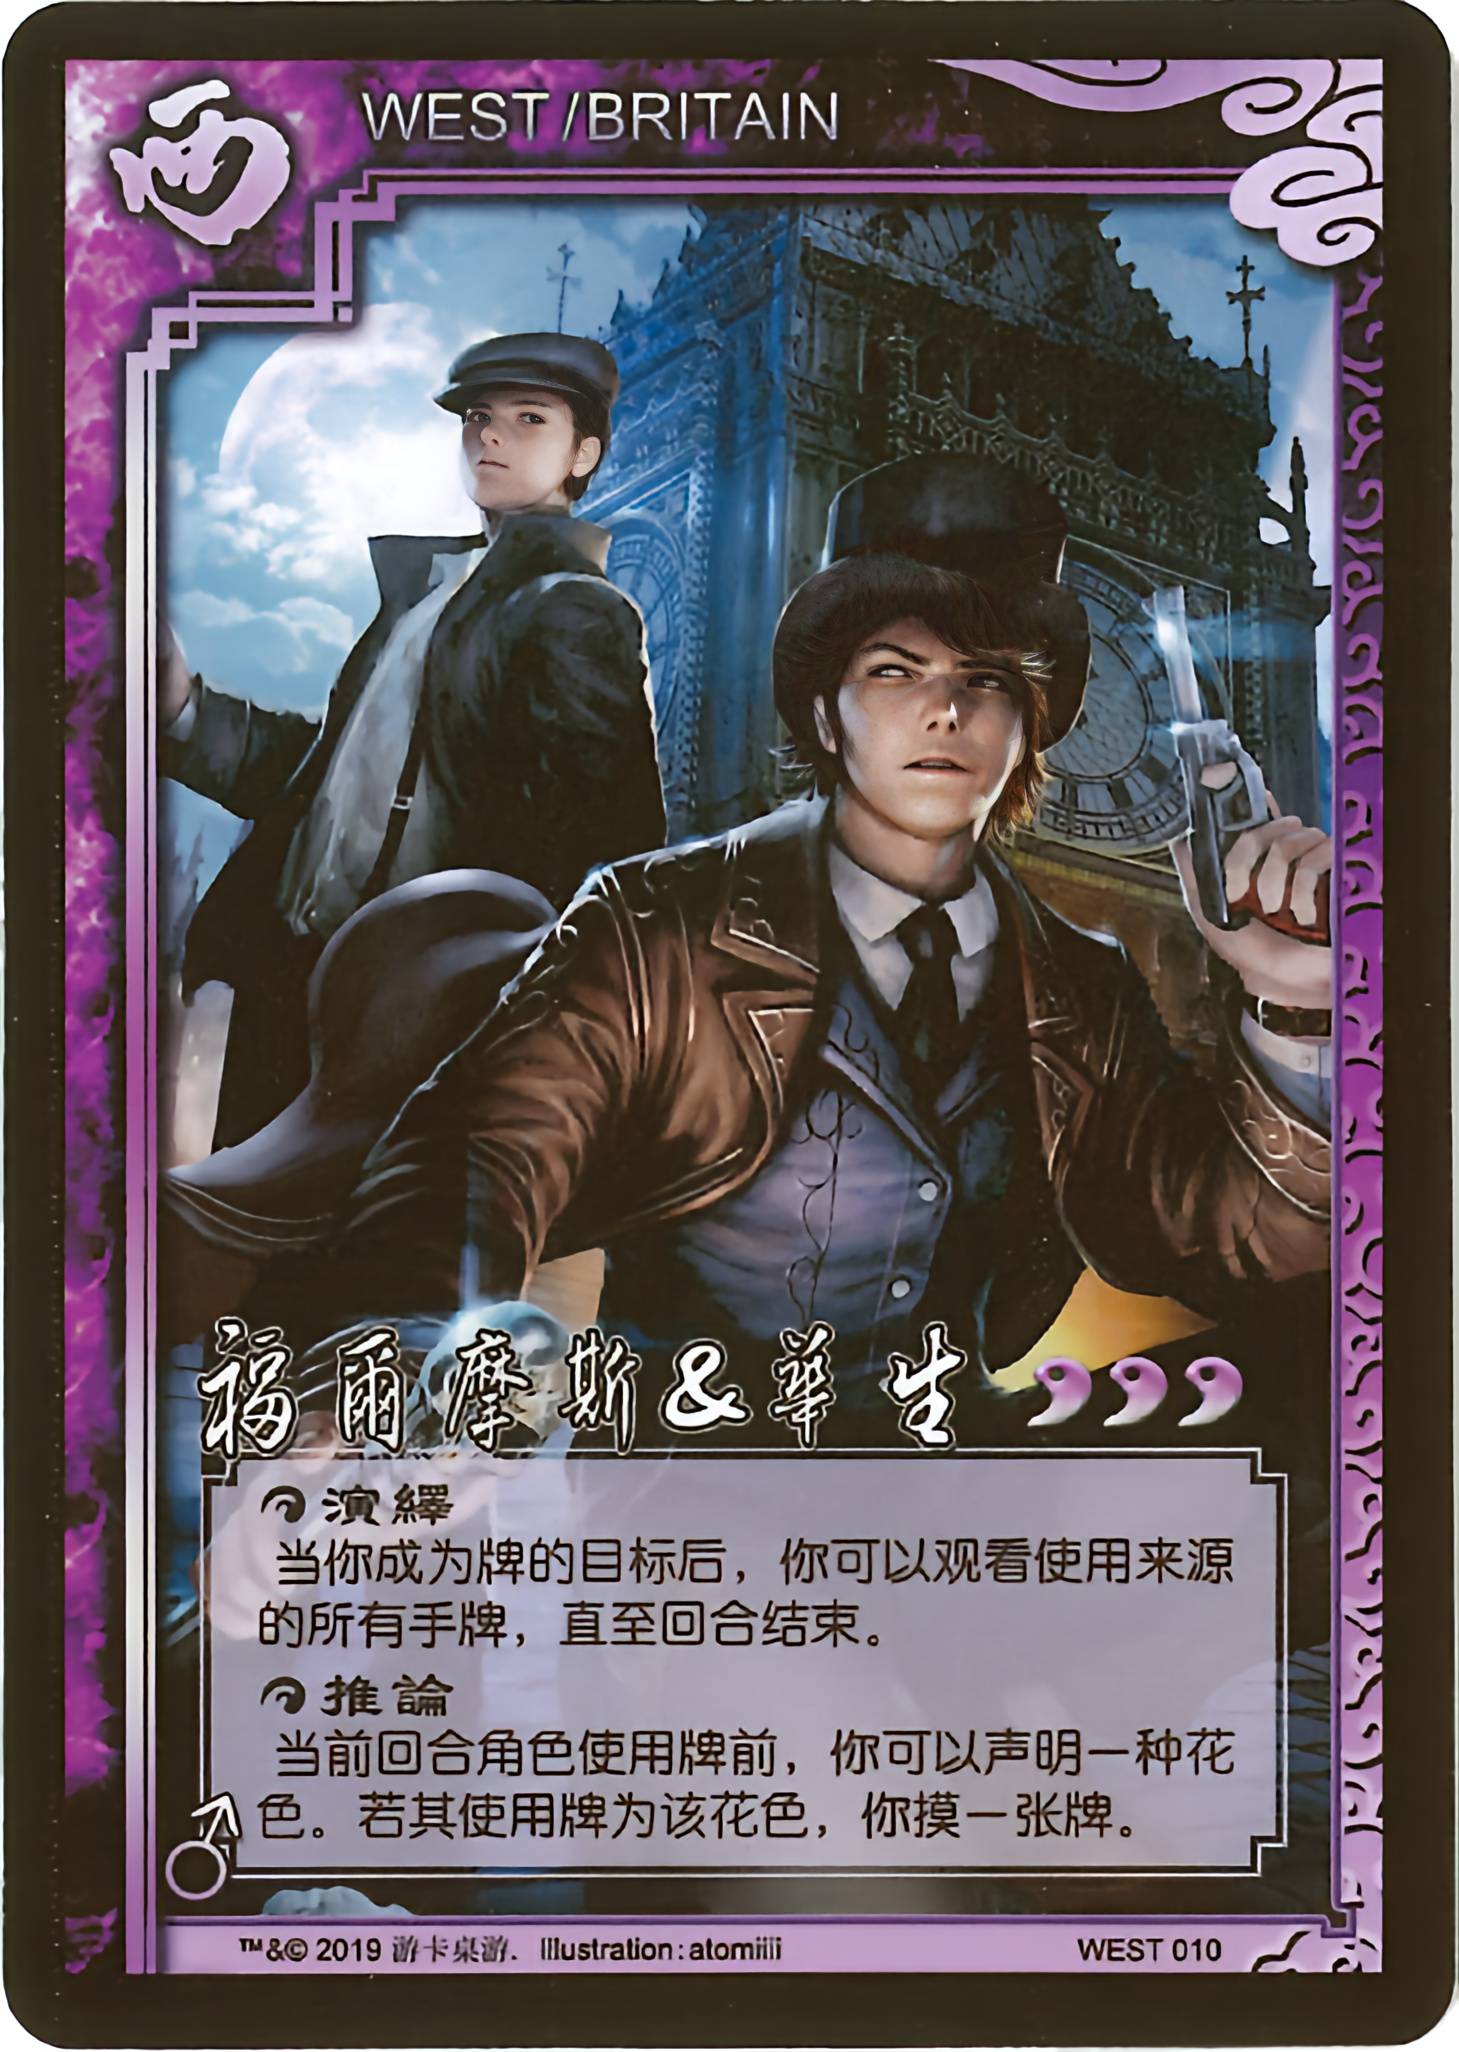 西
WEST/BRITAIN
福爾摩斯&華生
演繹
当你成为牌的目标后，你可以观看使用来源
的所有手牌，直至回合结束。
推論
当前回合角色使用牌前，你可以声明一种花
色。若其使用牌为该花色，你摸一张牌。
™&© 2019 游卡桌游. Illustration:atomiiii
WEST 010